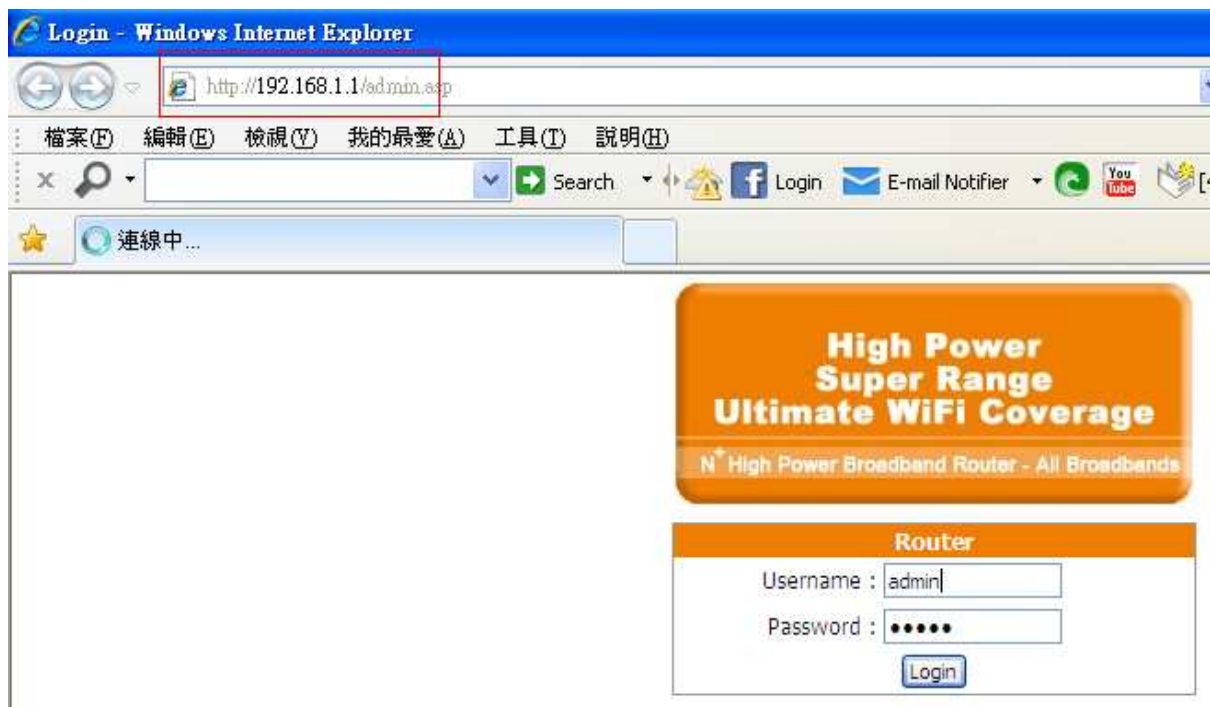 Login - Windows Internet Explorer
http://192.168.1.1/admin.asp
檔案(F) 編輯(E) 檢視(V) 我的最愛(A) 工具(T) 說明(H)
Search Login E-mail Notifier You Tube
連線中...
High Power
Super Range
Ultimate WiFi Coverage
N+ High Power Broadband Router - All Broadbands
Router
Username : admin
Password : •••••
Login